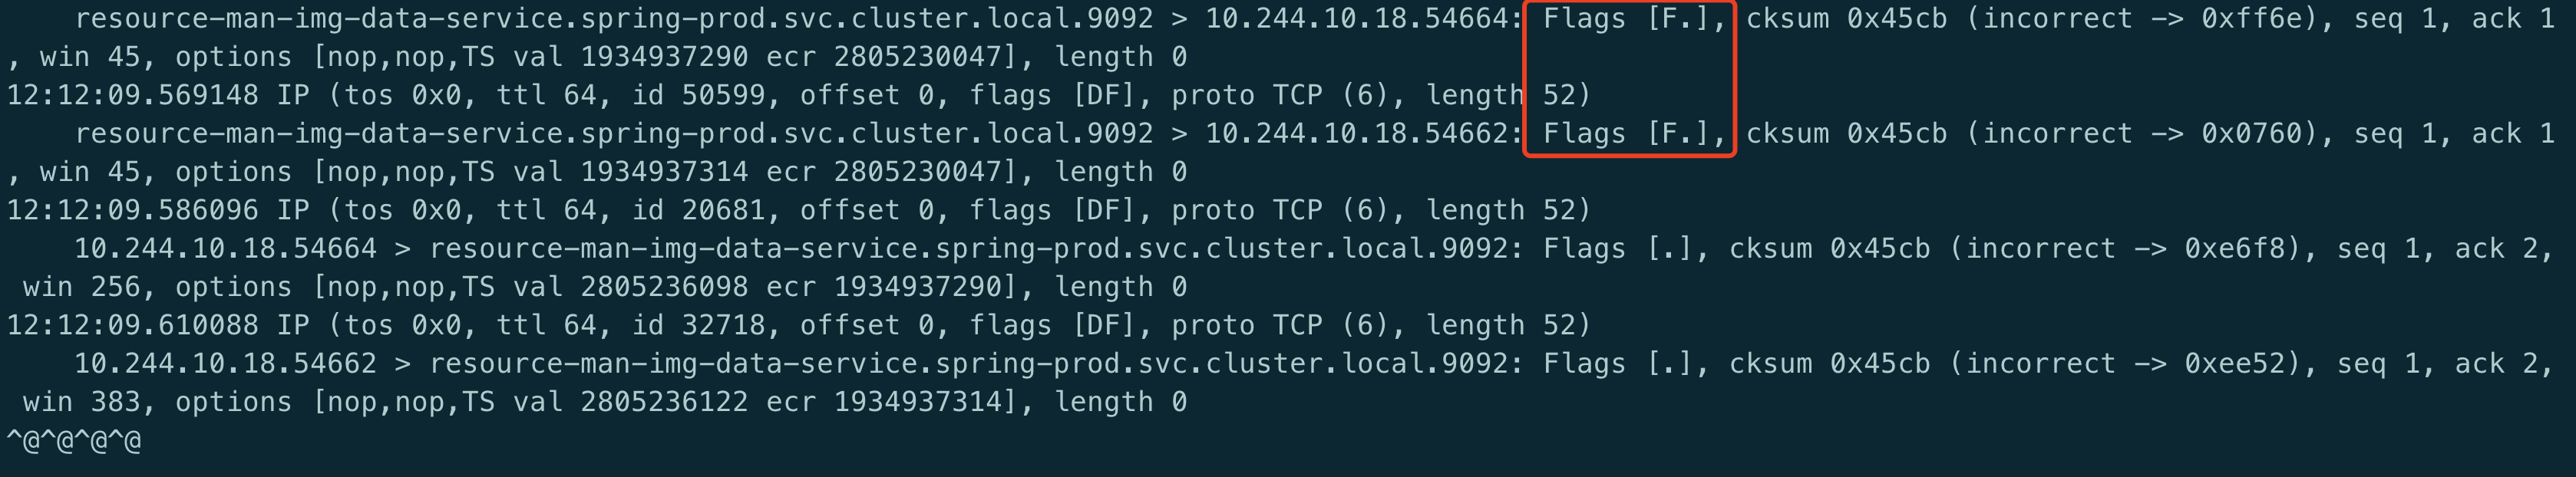 resource-man-img-data-service.spring-prod.svc.cluster.local.9092 > 10.244.10.18.54664: Flags [F.], cksum 0x45cb (incorrect -> 0xff6e), seq 1, ack 1
, win 45, options [nop,nop,TS val 1934937290 ecr 2805230047], length 0
12:12:09.569148 IP (tos 0x0, ttl 64, id 50599, offset 0, flags [DF], proto TCP (6), length 52)
    resource-man-img-data-service.spring-prod.svc.cluster.local.9092 > 10.244.10.18.54662: Flags [F.], cksum 0x45cb (incorrect -> 0x0760), seq 1, ack 1
, win 45, options [nop,nop,TS val 1934937314 ecr 2805230047], length 0
12:12:09.586096 IP (tos 0x0, ttl 64, id 20681, offset 0, flags [DF], proto TCP (6), length 52)
    10.244.10.18.54664 > resource-man-img-data-service.spring-prod.svc.cluster.local.9092: Flags [.], cksum 0x45cb (incorrect -> 0xe6f8), seq 1, ack 2,
 win 256, options [nop,nop,TS val 2805236098 ecr 1934937290], length 0
12:12:09.610088 IP (tos 0x0, ttl 64, id 32718, offset 0, flags [DF], proto TCP (6), length 52)
    10.244.10.18.54662 > resource-man-img-data-service.spring-prod.svc.cluster.local.9092: Flags [.], cksum 0x45cb (incorrect -> 0xee52), seq 1, ack 2,
 win 383, options [nop,nop,TS val 2805236122 ecr 1934937314], length 0
^@^@^@^@